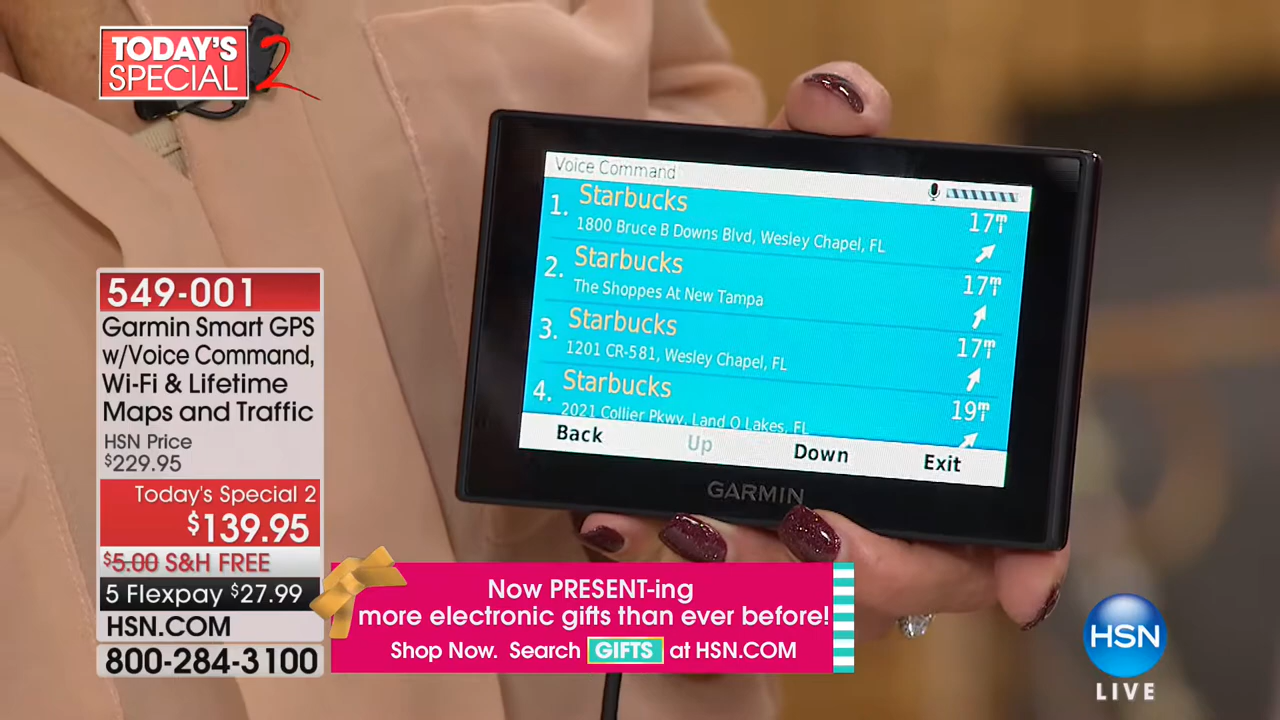 TODAY'S
SPECIAL 2
549-001
Garmin Smart GPS
w/Voice Command,
Wi-Fi & Lifetime
Maps and Traffic
HSN Price
$229.95
Today's Special 2
$139.95
$5.00 S&H FREE
5 Flexpay $27.99
HSN.COM
800-284-3100
Voice Command
1. Starbucks 17m
1800 Bruce B Downs Blvd, Wesley Chapel, FL
2. Starbucks 17m
The Shoppes At New Tampa
3. Starbucks 17m
1201 CR-581, Wesley Chapel, FL
4. Starbucks 19m
2021 Collier Pkwy, Land O Lakes, FL
Back Up Down Exit
GARMIN
Now PRESENT-ing
more electronic gifts than ever before!
Shop Now. Search GIFTS at HSN.COM
HSN
LIVE